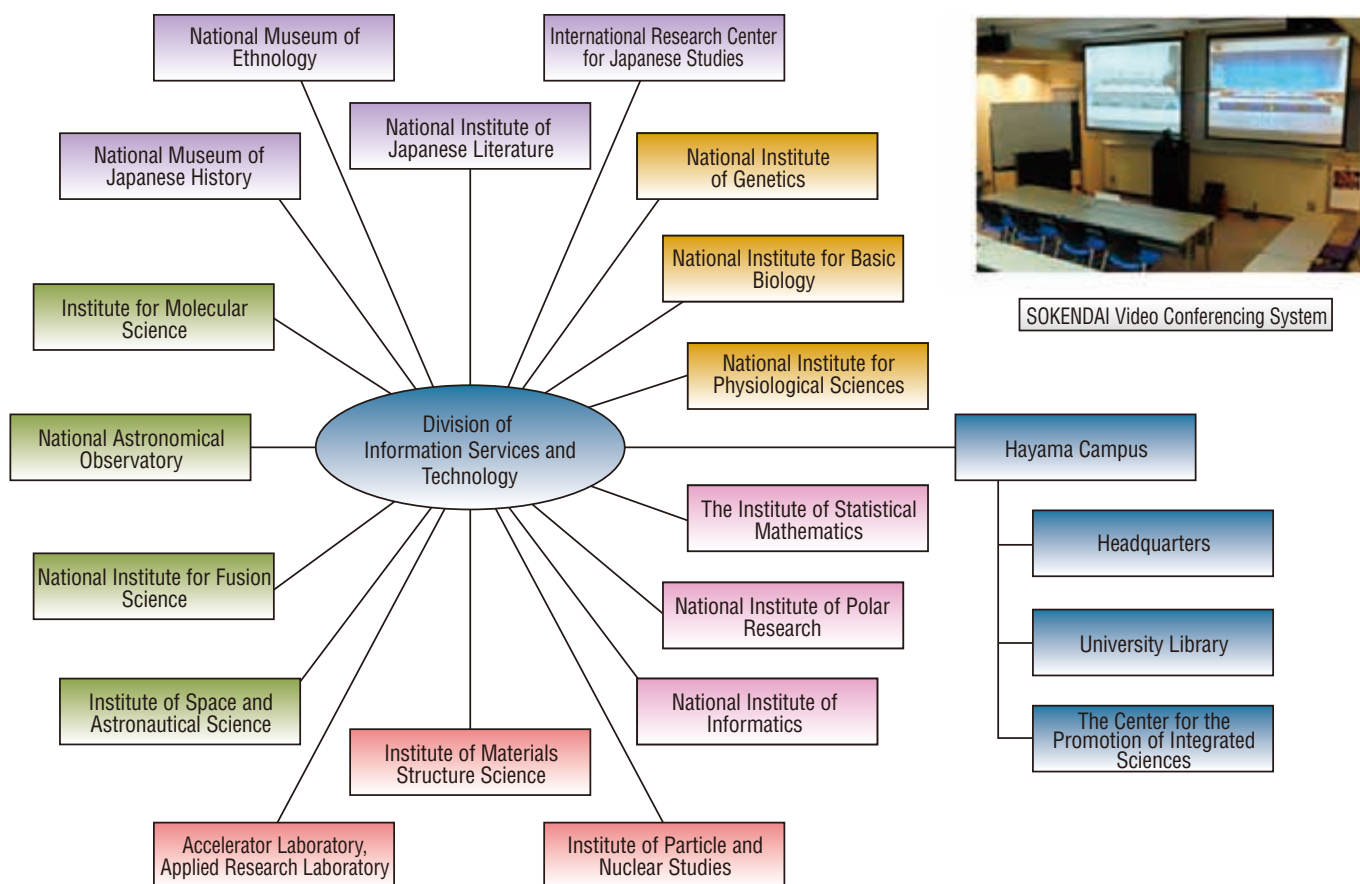 National Museum of
Ethnology
International Research Center
for Japanese Studies
National Institute of
Japanese Literature
National Museum of
Japanese History
National Institute
of Genetics
National Institute for Basic
Biology
Institute for Molecular
Science
SOKENDAI Video Conferencing System
National Institute for
Physiological Sciences
Division of
Information Services and
Technology
National Astronomical
Observatory
Hayama Campus
The Institute of Statistical
Mathematics
Headquarters
National Institute for Fusion
Science
National Institute of Polar
Research
University Library
Institute of Space and
Astronautical Science
National Institute of
Informatics
The Center for the
Promotion of Integrated
Sciences
Institute of Materials
Structure Science
Accelerator Laboratory,
Applied Research Laboratory
Institute of Particle and
Nuclear Studies